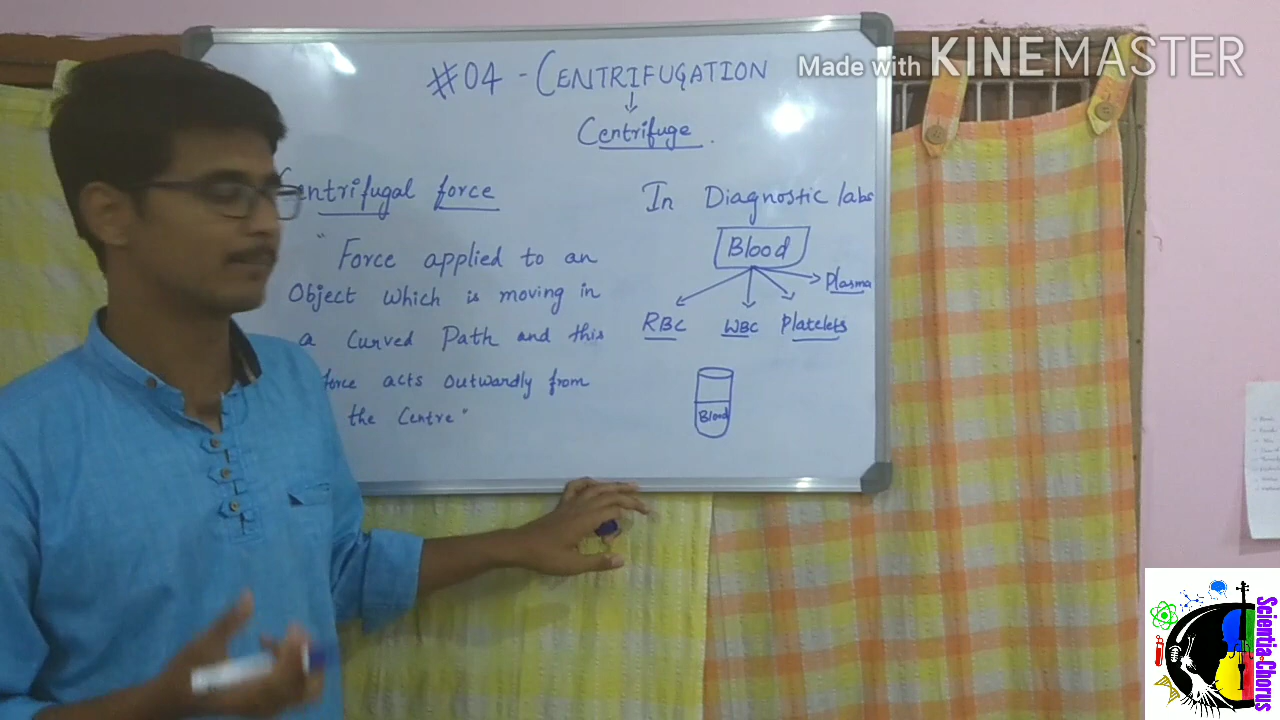 #04 - CENTRIFUGATION
Centrifuge.
Centrifugal force
"Force applied to an
Object which is moving in
a Curved Path and this
force acts outwardly from
the Centre"
In Diagnostic labs
Blood
Plasma
RBC WBC Platelets
Blood
Made with KINEMASTER
Scientia-Chorus